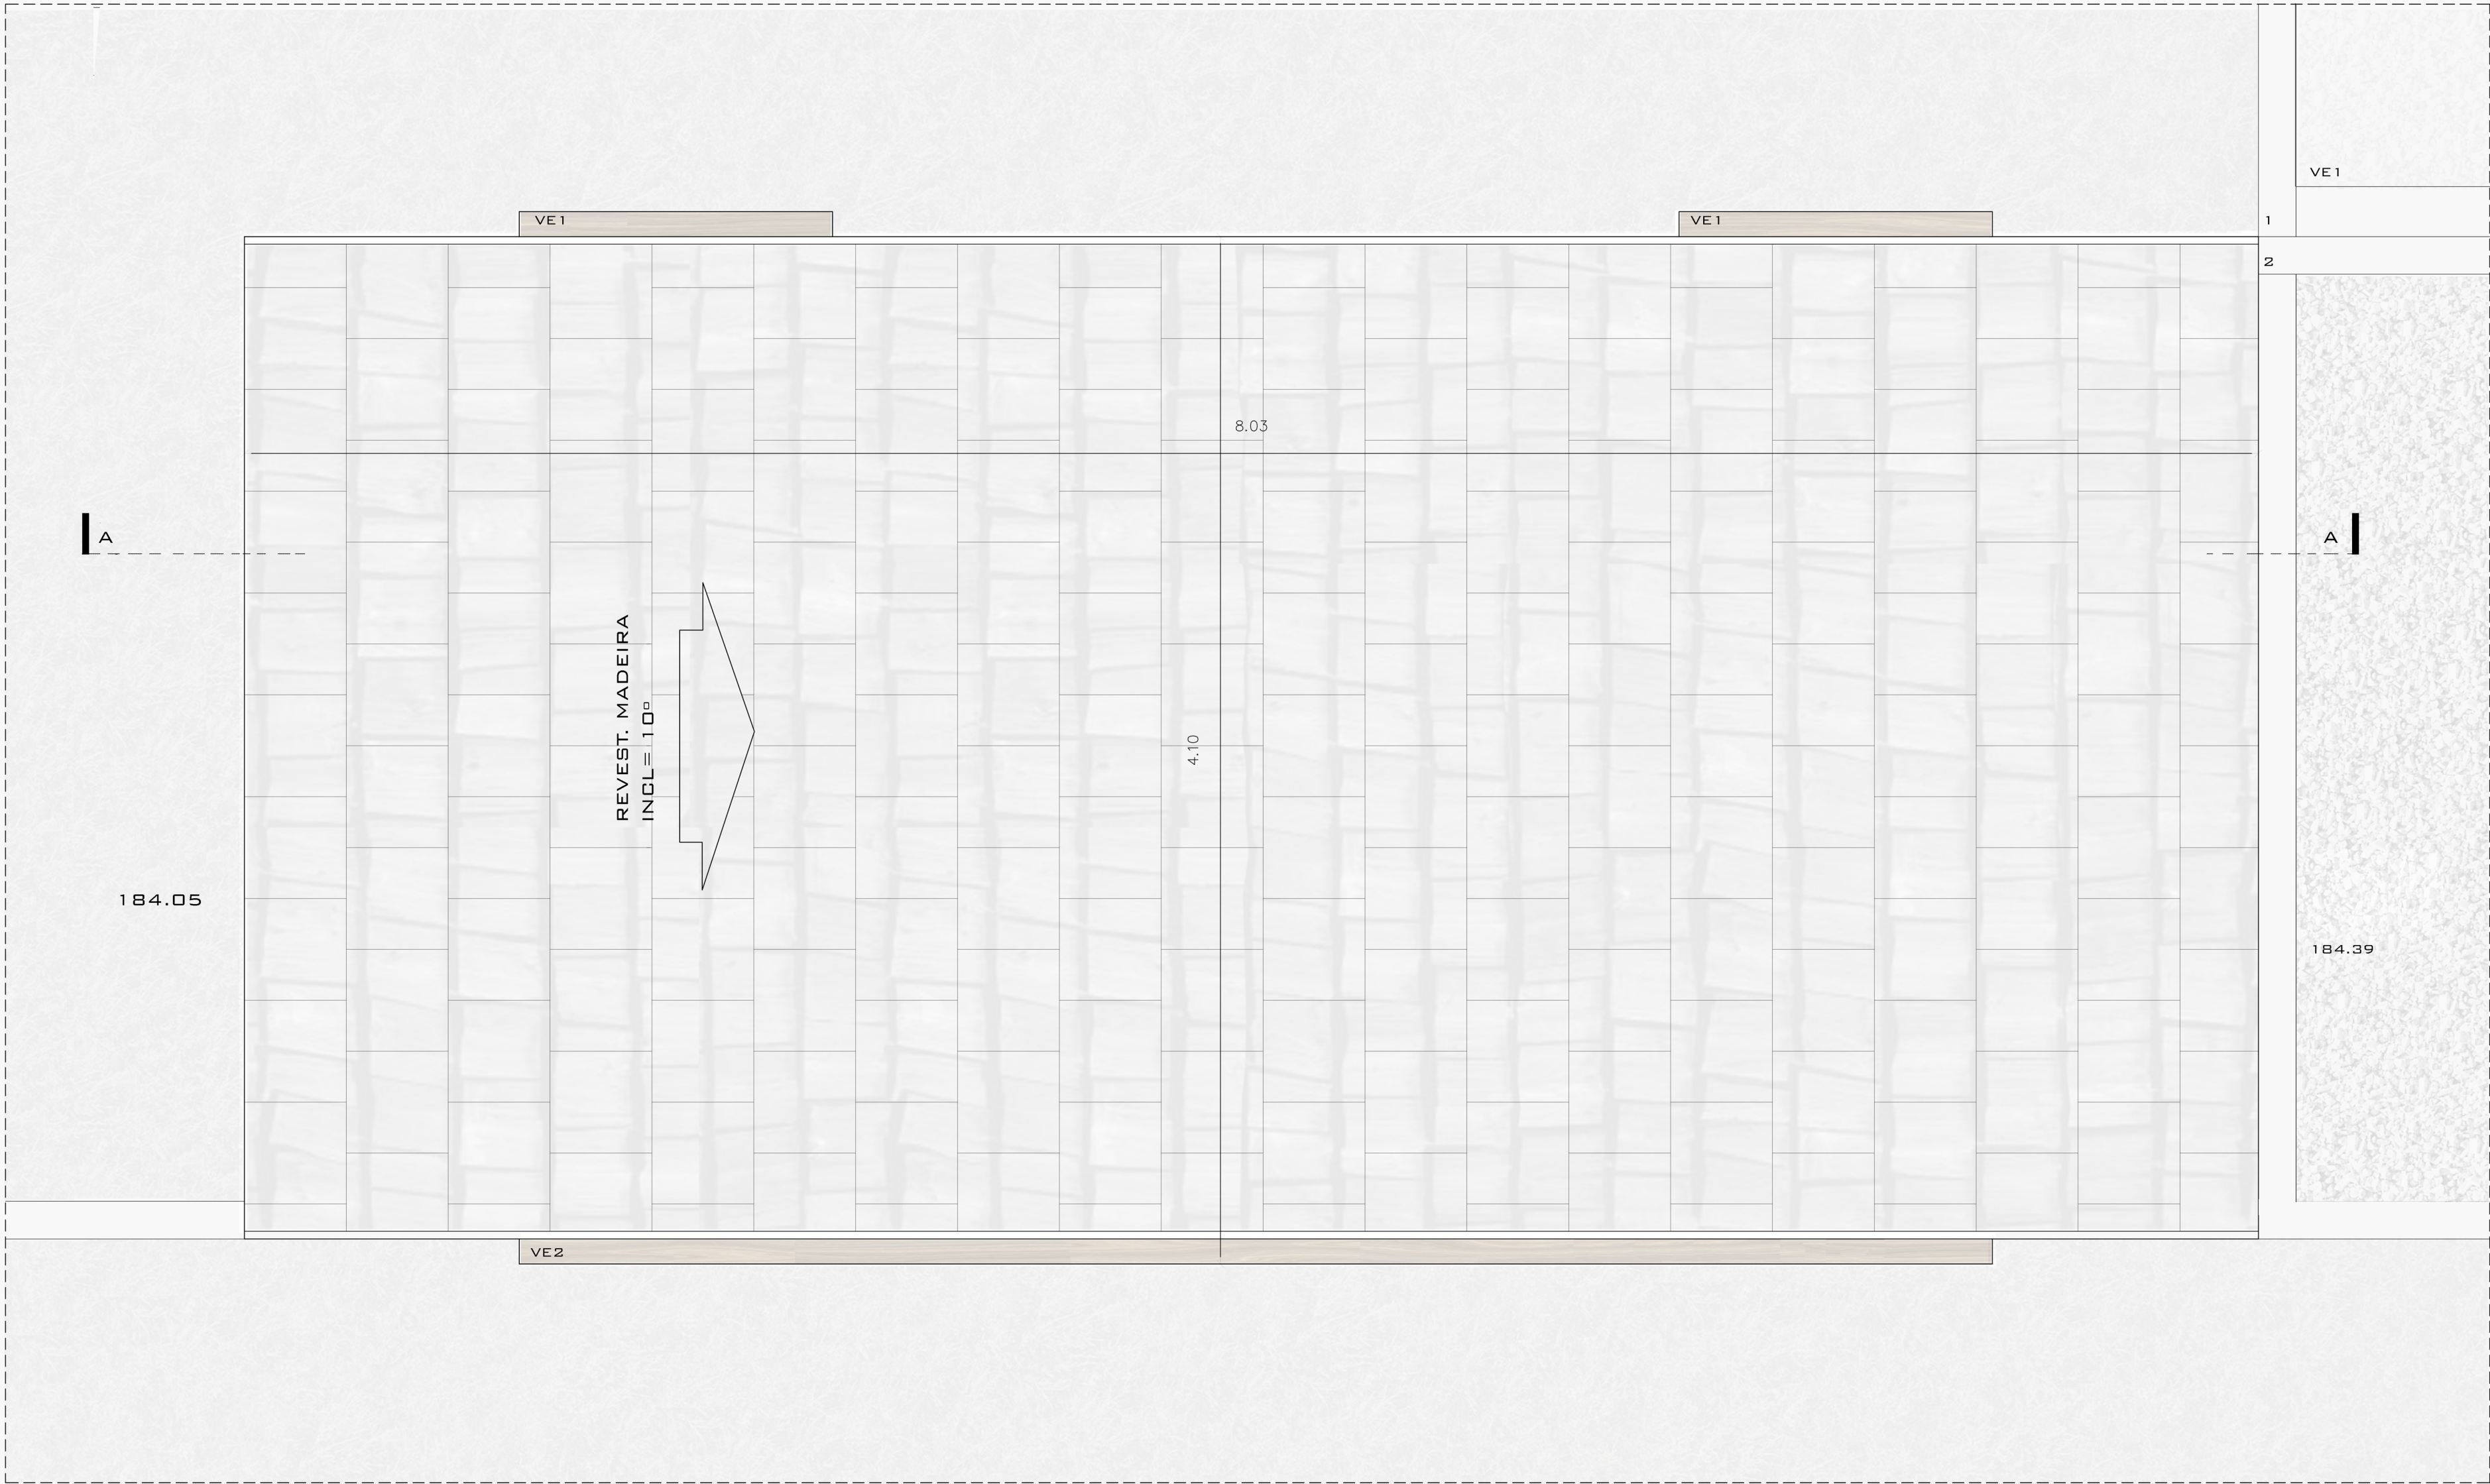 VE1
VE1
VE1
1
2
8.03
A
A
REVEST. MADEIRA
INCL= 10º
4.10
184.05
184.39
VE2